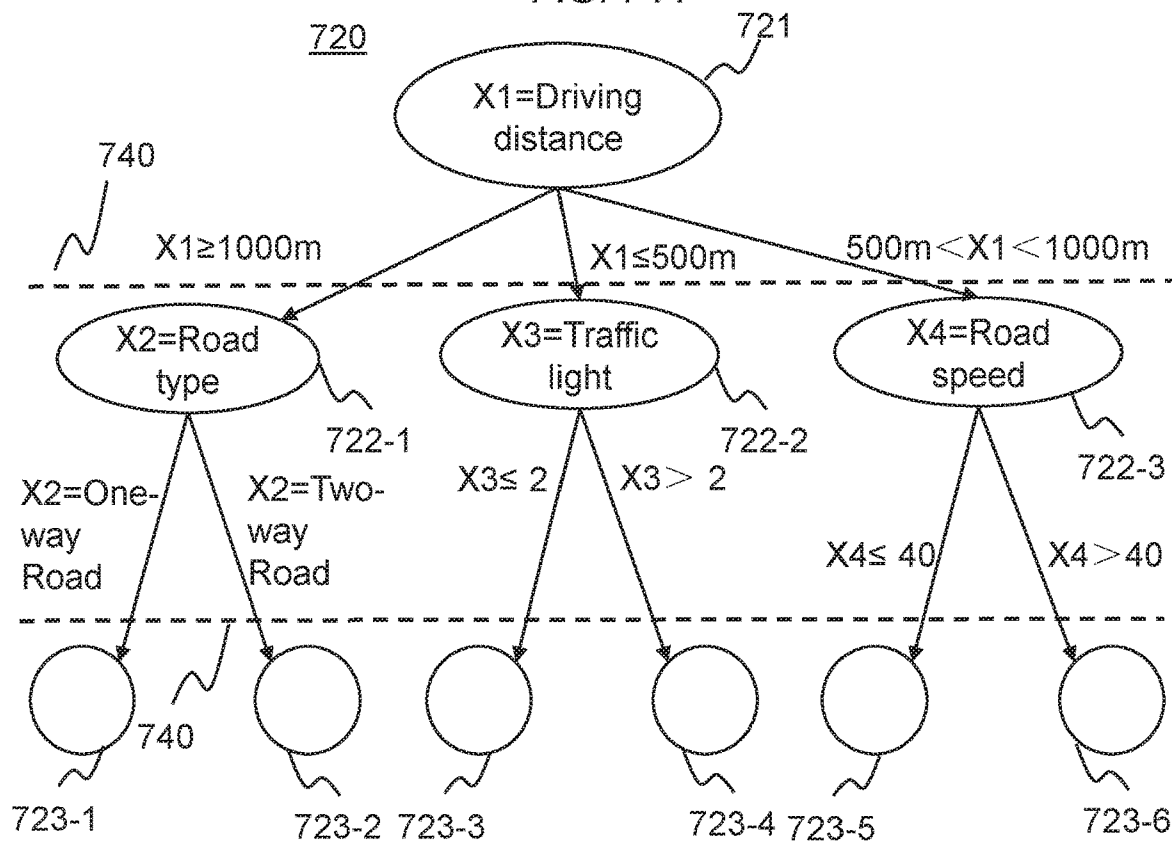 720
721
X1=Driving
distance
740
X1≥1000m
X1≤500m
500m<X1<1000m
X2=Road
type
X3=Traffic
light
X4=Road
speed
722-1
722-2
722-3
X2=One-
way
Road
X2=Two-
way
Road
X3≤ 2
X3> 2
X4≤ 40
X4>40
740
723-1
723-2
723-3
723-4
723-5
723-6